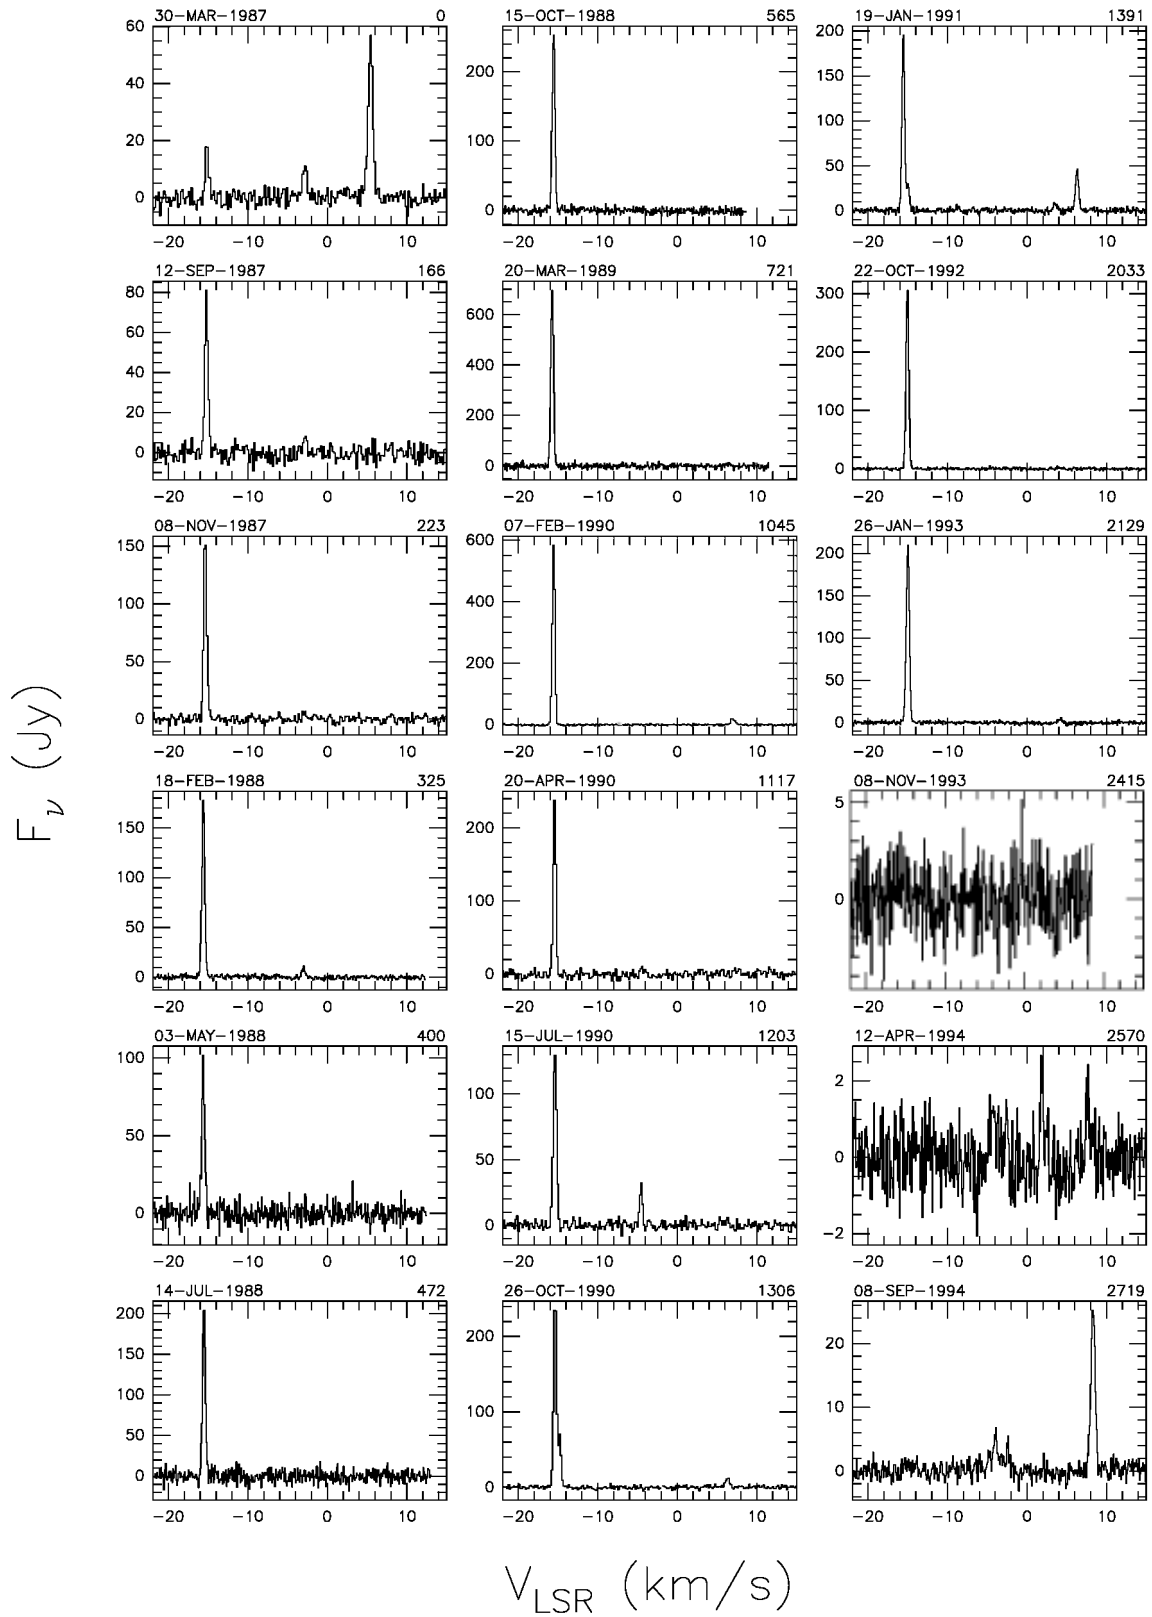 30-MAR-1987 0
60
40
20
0
-20 -10 0 10
12-SEP-1987 166
80
60
40
20
0
-20 -10 0 10
08-NOV-1987 223
150
100
50
0
-20 -10 0 10
18-FEB-1988 325
150
100
50
0
-20 -10 0 10
03-MAY-1988 400
100
50
0
-20 -10 0 10
14-JUL-1988 472
200
150
100
50
0
-20 -10 0 10
15-OCT-1988 565
200
100
0
-20 -10 0 10
20-MAR-1989 721
600
400
200
0
-20 -10 0 10
07-FEB-1990 1045
600
400
200
0
-20 -10 0 10
20-APR-1990 1117
200
100
0
-20 -10 0 10
15-JUL-1990 1203
100
50
0
-20 -10 0 10
26-OCT-1990 1306
200
100
0
-20 -10 0 10
19-JAN-1991 1391
200
150
100
50
0
-20 -10 0 10
22-OCT-1992 2033
300
200
100
0
-20 -10 0 10
26-JAN-1993 2129
200
150
100
50
0
-20 -10 0 10
08-NOV-1993 2415
5
0
-20 -10 0 10
12-APR-1994 2570
2
0
-2
-20 -10 0 10
08-SEP-1994 2719
20
10
0
-20 -10 0 10
Fν (Jy)
VLSR (km/s)